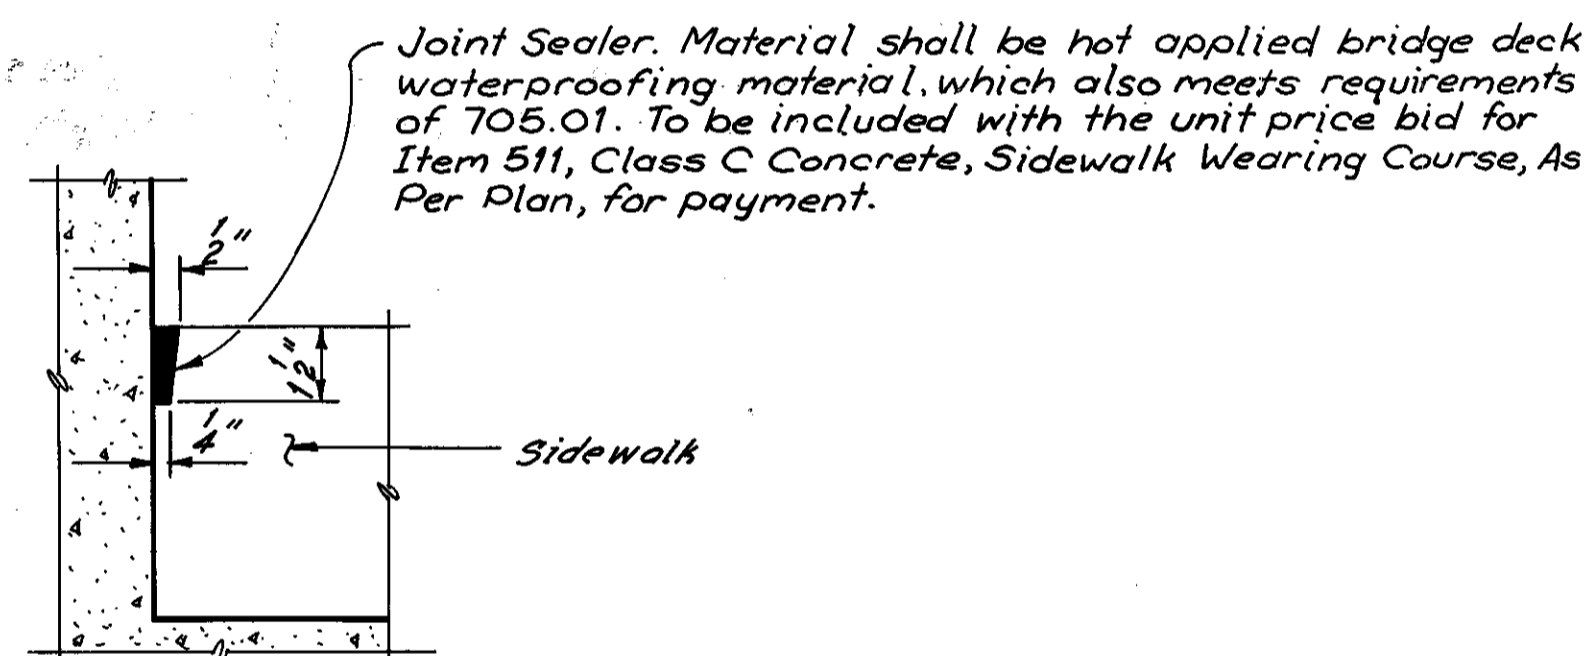 Joint Sealer. Material shall be hot applied bridge deck
waterproofing material, which also meets requirements
of 705.01. To be included with the unit price bid for
Item 511, Class C Concrete, Sidewalk Wearing Course, As
Per Plan, for payment.
1/2"
1 1/2"
1/4"
Sidewalk